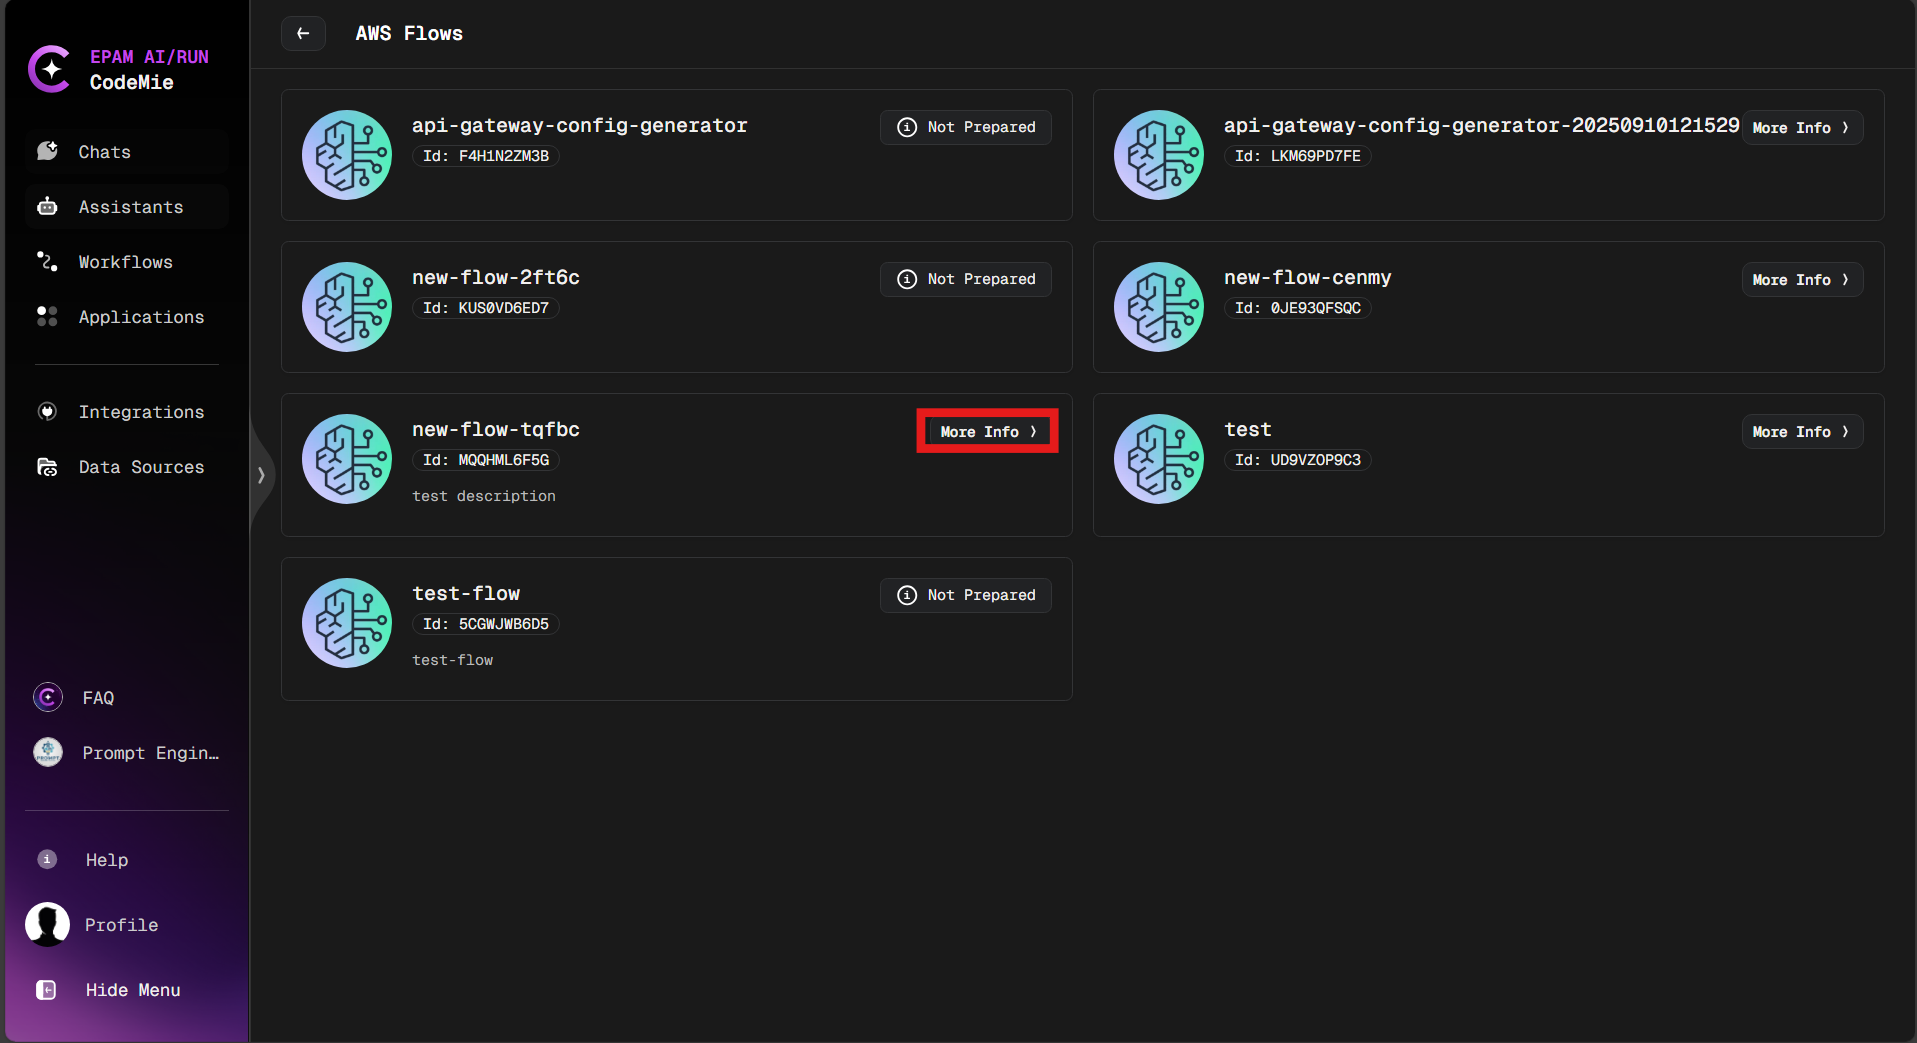 EPAM AI/RUN
CodeMie
Chats
Assistants
Workflows
Applications
Integrations
Data Sources
FAQ
Prompt Engin…
Help
Profile
Hide Menu
AWS Flows
api-gateway-config-generator
Id: F4H1N2ZM3B
Not Prepared
api-gateway-config-generator-20250910121529
Id: LKM69PD7FE
More Info
new-flow-2ft6c
Id: KUS0VD6ED7
Not Prepared
new-flow-cenmy
Id: 0JE93QFSQC
More Info
new-flow-tqfbc
Id: MQQHML6F5G
test description
More Info
test
Id: UD9VZOP9C3
More Info
test-flow
Id: 5CGWJWB6D5
test-flow
Not Prepared